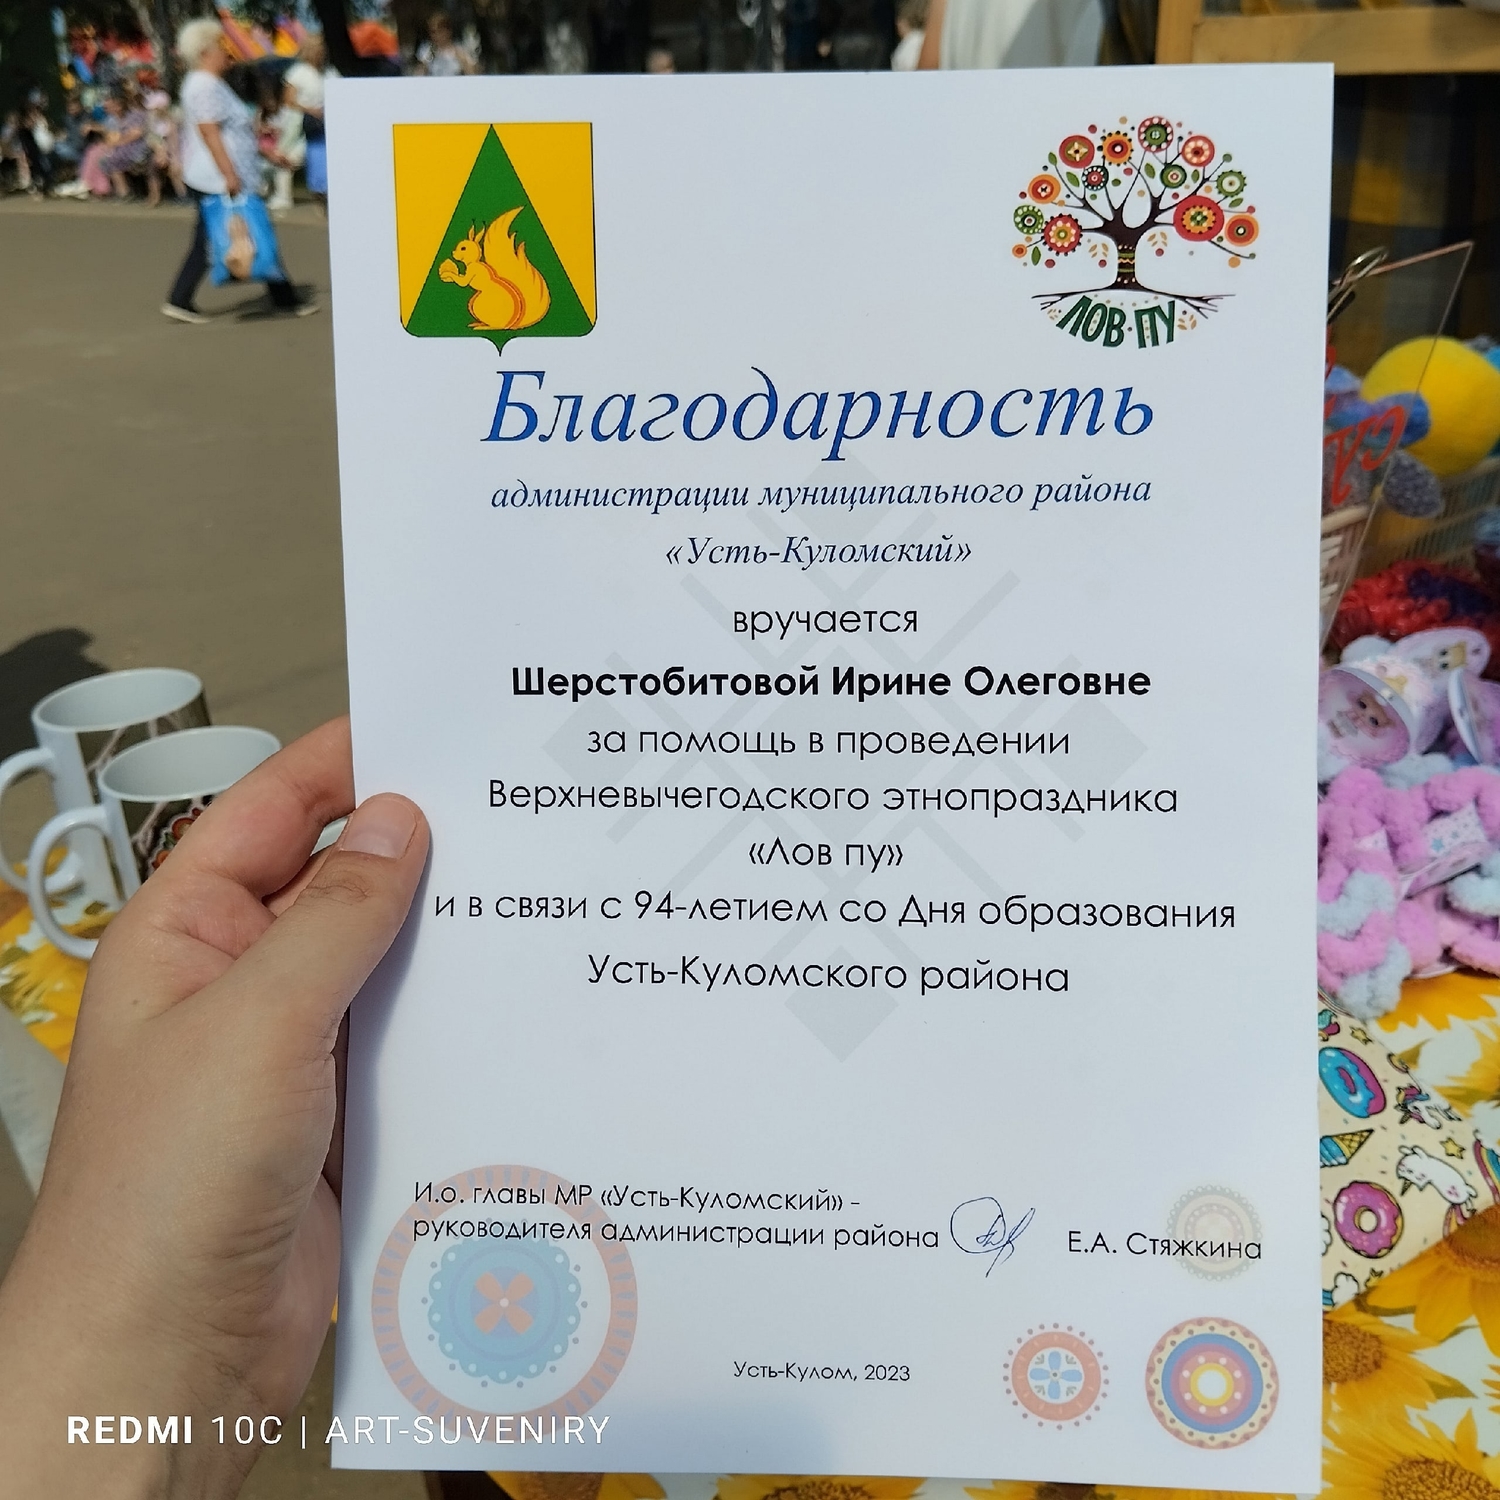 ЛОВ ПУ
Благодарность
администрации муниципального района
«Усть-Куломский»
вручается
Шерстобитовой Ирине Олеговне
за помощь в проведении
Верхневычегодского этнопраздника
«Лов пу»
и в связи с 94-летием со Дня образования
Усть-Куломского района
И.о. главы МР «Усть-Куломский» -
руководителя администрации района Е.А. Стяжкина
Усть-Кулом, 2023
REDMI 10C | ART-SUVENIRY